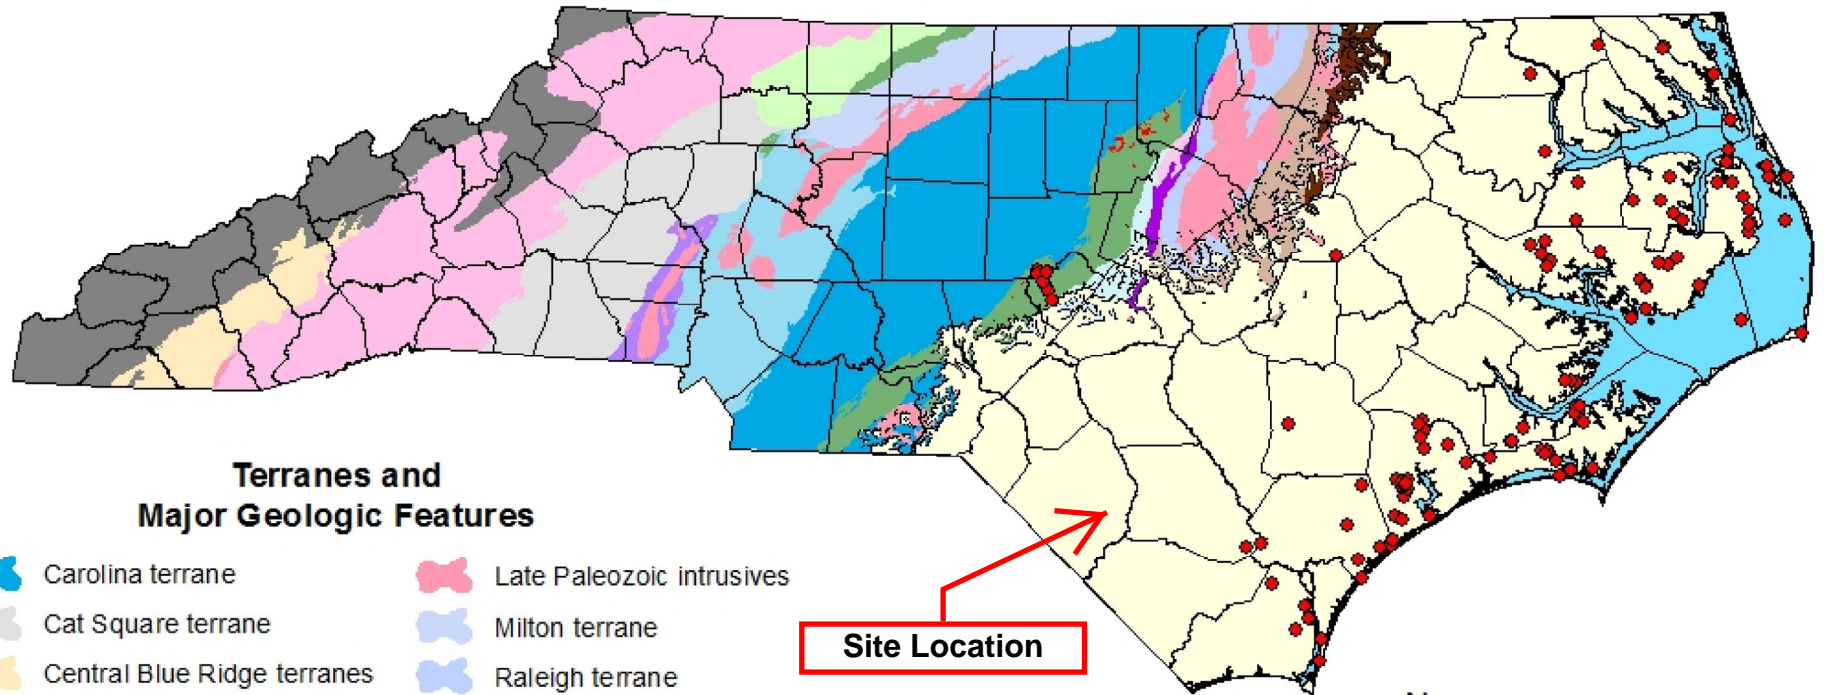 Terranes and
Major Geologic Features
Carolina terrane
Cat Square terrane
Central Blue Ridge terranes
Late Paleozoic intrusives
Milton terrane
Raleigh terrane
Site Location